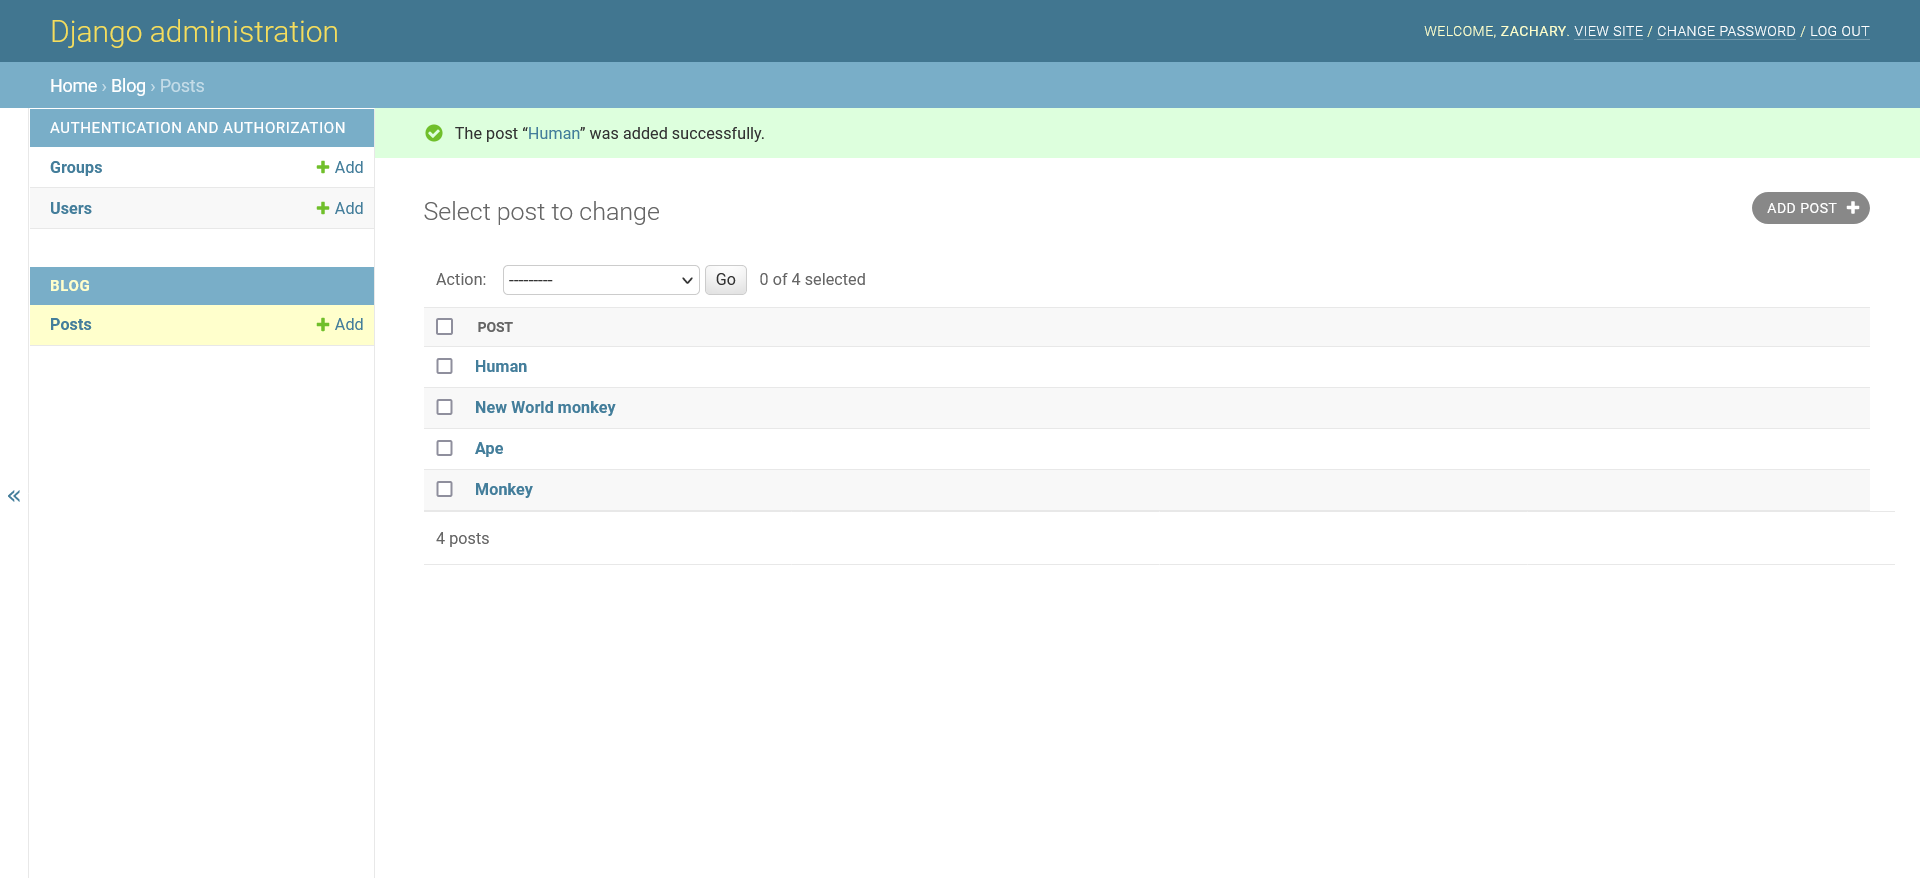 Django administration
WELCOME, ZACHARY. VIEW SITE / CHANGE PASSWORD / LOG OUT
Home › Blog › Posts
AUTHENTICATION AND AUTHORIZATION
Groups + Add
Users + Add
BLOG
Posts + Add
«
The post “Human” was added successfully.
Select post to change
ADD POST +
Action: --------- Go 0 of 4 selected
POST
Human
New World monkey
Ape
Monkey
4 posts